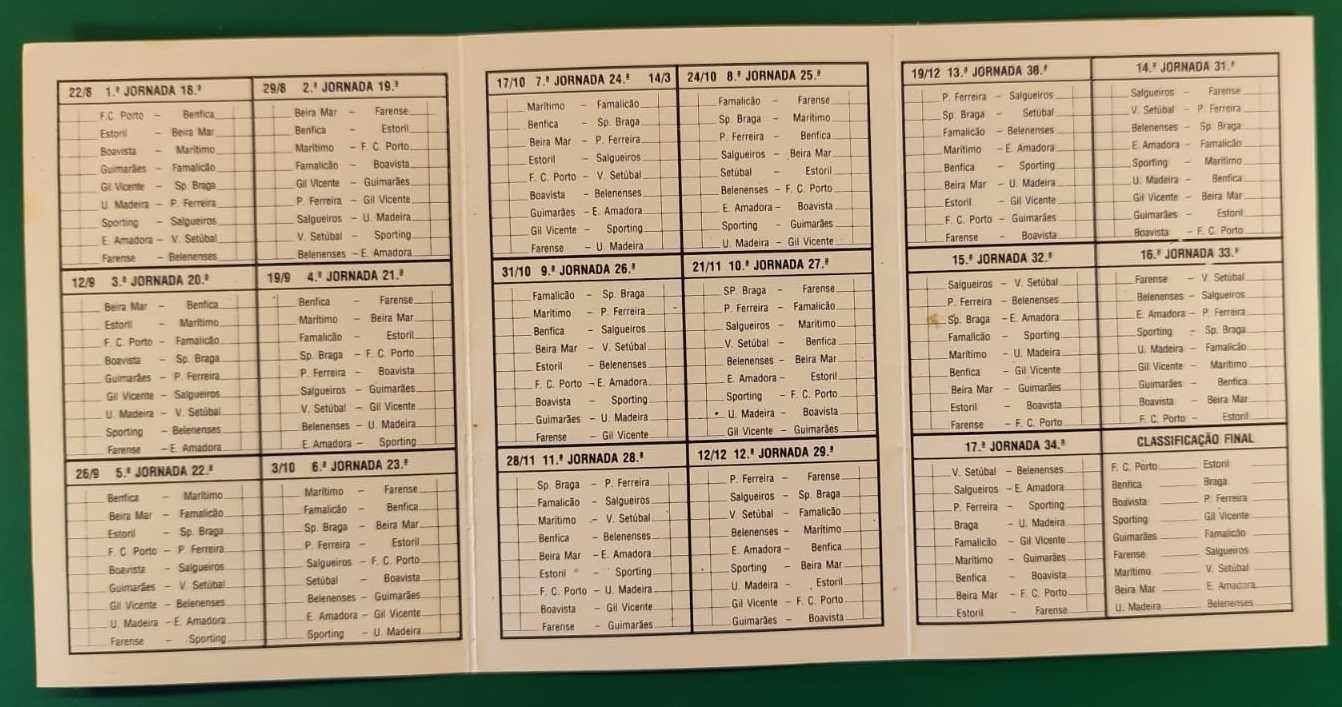 22/8 1.ª JORNADA 18.ª
F.C. Porto – Benfica
Estoril – Beira Mar
Boavista – Marítimo
Guimarães – Famalicão
Gil Vicente – Sp. Braga
U. Madeira – P. Ferreira
Sporting – Salgueiros
E. Amadora – V. Setúbal
Farense – Belenenses
29/8 2.ª JORNADA 19.ª
Beira Mar – Farense
Benfica – Estoril
Marítimo – F. C. Porto
Famalicão – Boavista
Gil Vicente – Guimarães
P. Ferreira – Gil Vicente
Salgueiros – U. Madeira
V. Setúbal – Sporting
Belenenses – E. Amadora
12/9 3.ª JORNADA 20.ª
Beira Mar – Benfica
Estoril – Marítimo
F. C. Porto – Famalicão
Boavista – Sp. Braga
Guimarães – P. Ferreira
Gil Vicente – Salgueiros
U. Madeira – V. Setúbal
Sporting – Belenenses
Farense – E. Amadora
19/9 4.ª JORNADA 21.ª
Benfica – Farense
Marítimo – Beira Mar
Famalicão – Estoril
Sp. Braga – F. C. Porto
P. Ferreira – Boavista
Salgueiros – Guimarães
V. Setúbal – Gil Vicente
Belenenses – U. Madeira
E. Amadora – Sporting
26/9 5.ª JORNADA 22.ª
Benfica – Marítimo
Beira Mar – Famalicão
Estoril – Sp. Braga
F. C Porto – P. Ferreira
Boavista – Salgueiros
Guimarães – V. Setúbal
Gil Vicente – Belenenses
U. Madeira – E. Amadora
Farense – Sporting
3/10 6.ª JORNADA 23.ª
Marítimo – Farense
Famalicão – Benfica
Sp. Braga – Beira Mar
P. Ferreira – Estoril
Salgueiros – F. C. Porto
Setúbal – Boavista
Belenenses – Guimarães
E. Amadora – Gil Vicente
Sporting – U. Madeira
17/10 7.ª JORNADA 24.ª 14/3
Marítimo – Famalicão
Benfica – Sp. Braga
Beira Mar – P. Ferreira
Estoril – Salgueiros
F. C. Porto – V. Setúbal
Boavista – Belenenses
Guimarães – E. Amadora
Gil Vicente – Sporting
Farense – U. Madeira
24/10 8.ª JORNADA 25.ª
Famalicão – Farense
Sp. Braga – Marítimo
P. Ferreira – Benfica
Salgueiros – Beira Mar
Setúbal – Estoril
Belenenses – F. C. Porto
E. Amadora – Boavista
Sporting – Guimarães
U. Madeira – Gil Vicente
31/10 9.ª JORNADA 26.ª
Famalicão – Sp. Braga
Marítimo – P. Ferreira
Benfica – Salgueiros
Beira Mar – V. Setúbal
Estoril – Belenenses
F. C. Porto – E. Amadora
Boavista – Sporting
Guimarães – U. Madeira
Farense – Gil Vicente
21/11 10.ª JORNADA 27.ª
SP. Braga – Farense
P. Ferreira – Famalicão
Salgueiros – Marítimo
V. Setúbal – Benfica
Belenenses – Beira Mar
E. Amadora – Estoril
Sporting – F. C. Porto
U. Madeira – Boavista
Gil Vicente – Guimarães
28/11 11.ª JORNADA 28.ª
Sp. Braga – P. Ferreira
Famalicão – Salgueiros
Marítimo – V. Setúbal
Benfica – Belenenses
Beira Mar – E. Amadora
Estoril – Sporting
F. C. Porto – U. Madeira
Boavista – Gil Vicente
Farense – Guimarães
12/12 12.ª JORNADA 29.ª
P. Ferreira – Farense
Salgueiros – Sp. Braga
V. Setúbal – Famalicão
Belenenses – Marítimo
E. Amadora – Benfica
Sporting – Beira Mar
U. Madeira – Estoril
Gil Vicente – F. C. Porto
Guimarães – Boavista
19/12 13.ª JORNADA 30.ª
P. Ferreira – Salgueiros
Sp. Braga – Setúbal
Famalicão – Belenenses
Marítimo – E. Amadora
Benfica – Sporting
Beira Mar – U. Madeira
Estoril – Gil Vicente
F. C. Porto – Guimarães
Farense – Boavista
14.ª JORNADA 31.ª
Salgueiros – Farense
V. Setúbal – P. Ferreira
Belenenses – Sp. Braga
E. Amadora – Famalicão
Sporting – Marítimo
U. Madeira – Benfica
Gil Vicente – Beira Mar
Guimarães – Estoril
Boavista – F. C. Porto
15.ª JORNADA 32.ª
Salgueiros – V. Setúbal
P. Ferreira – Belenenses
Sp. Braga – E. Amadora
Famalicão – Sporting
Marítimo – U. Madeira
Benfica – Gil Vicente
Beira Mar – Guimarães
Estoril – Boavista
Farense – F. C. Porto
16.ª JORNADA 33.ª
Farense – V. Setúbal
Belenenses – Salgueiros
E. Amadora – P. Ferreira
Sporting – Sp. Braga
U. Madeira – Famalicão
Gil Vicente – Marítimo
Guimarães – Benfica
Boavista – Beira Mar
F. C. Porto – Estoril
17.ª JORNADA 34.ª
V. Setúbal – Belenenses
Salgueiros – E. Amadora
P. Ferreira – Sporting
Braga – U. Madeira
Famalicão – Gil Vicente
Marítimo – Guimarães
Benfica – Boavista
Beira Mar – F. C. Porto
Estoril – Farense
CLASSIFICAÇÃO FINAL
F. C. Porto Estoril
Benfica Braga
Boavista P. Ferreira
Sporting Gil Vicente
Guimarães Famalicão
Farense Salgueiros
Marítimo V. Setúbal
Beira Mar E. Amadora
U. Madeira Belenenses